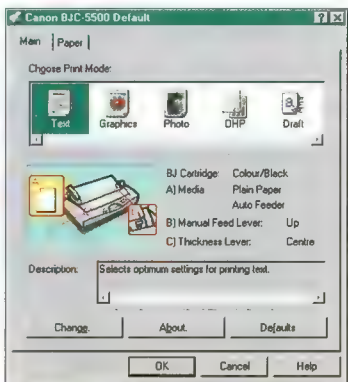 Canon BJC-5500 Default
Main Paper
Choose Print Mode:
Text Graphics Photo OHP Draft
BJ Cartridge: Colour/Black
A) Media Plain Paper
Auto Feeder
B) Manual Feed Lever: Up
C) Thickness Lever: Centre
Description: Selects optimum settings for printing text.
Change. About. Defaults
OK Cancel Help